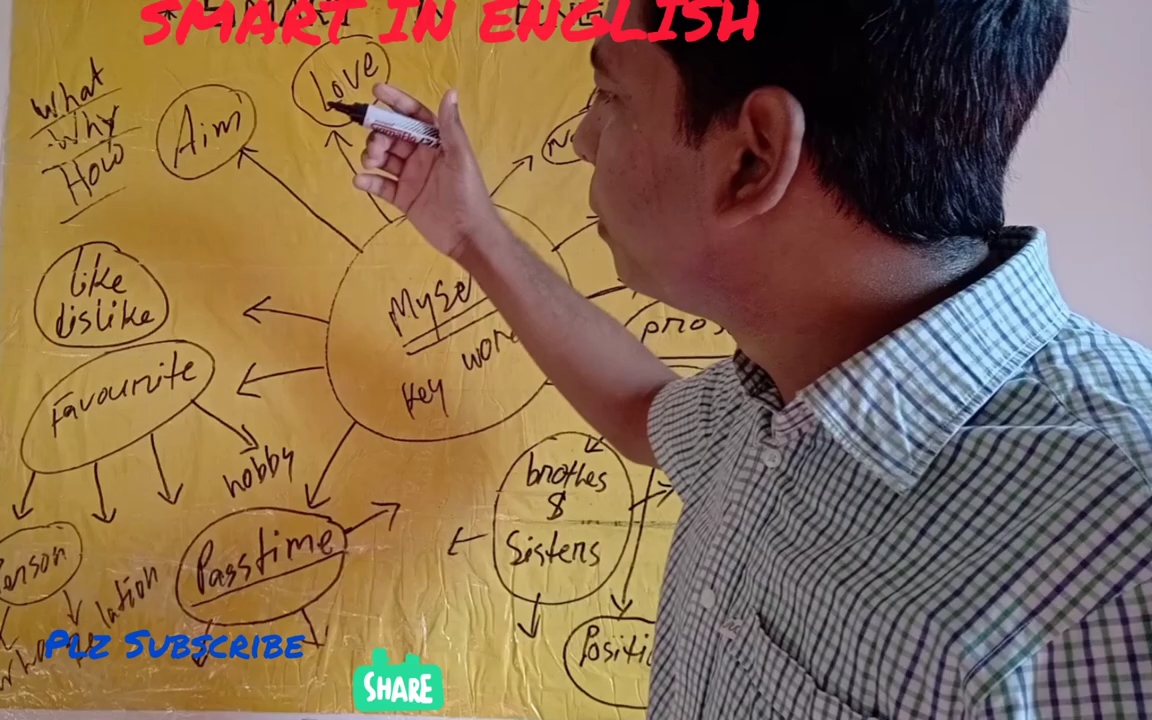 SMART IN ENGLISH
What
Why
How
Aim
Love
like
dislike
Favourite
Myse
key
hobby
Passtime
erson
lation
brothes
&
Sisters
Positi
Plz Subscribe
SHARE